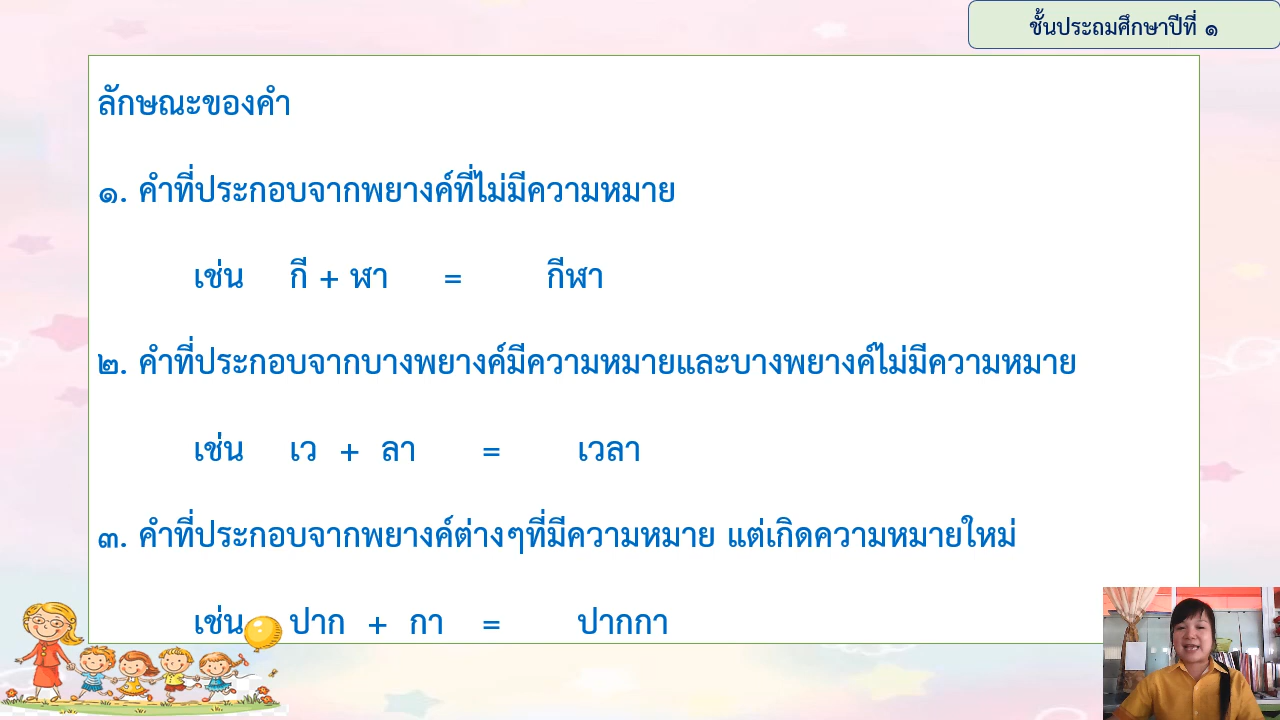 ชั้นประถมศึกษาปีที่ ๑
ลักษณะของคำ
๑. คำที่ประกอบจากพยางค์ที่ไม่มีความหมาย
เช่น กี + ฬา = กีฬา
๒. คำที่ประกอบจากบางพยางค์มีความหมายและบางพยางค์ไม่มีความหมาย
เช่น เว + ลา = เวลา
๓. คำที่ประกอบจากพยางค์ต่างๆที่มีความหมาย แต่เกิดความหมายใหม่
เช่น ปาก + กา = ปากกา